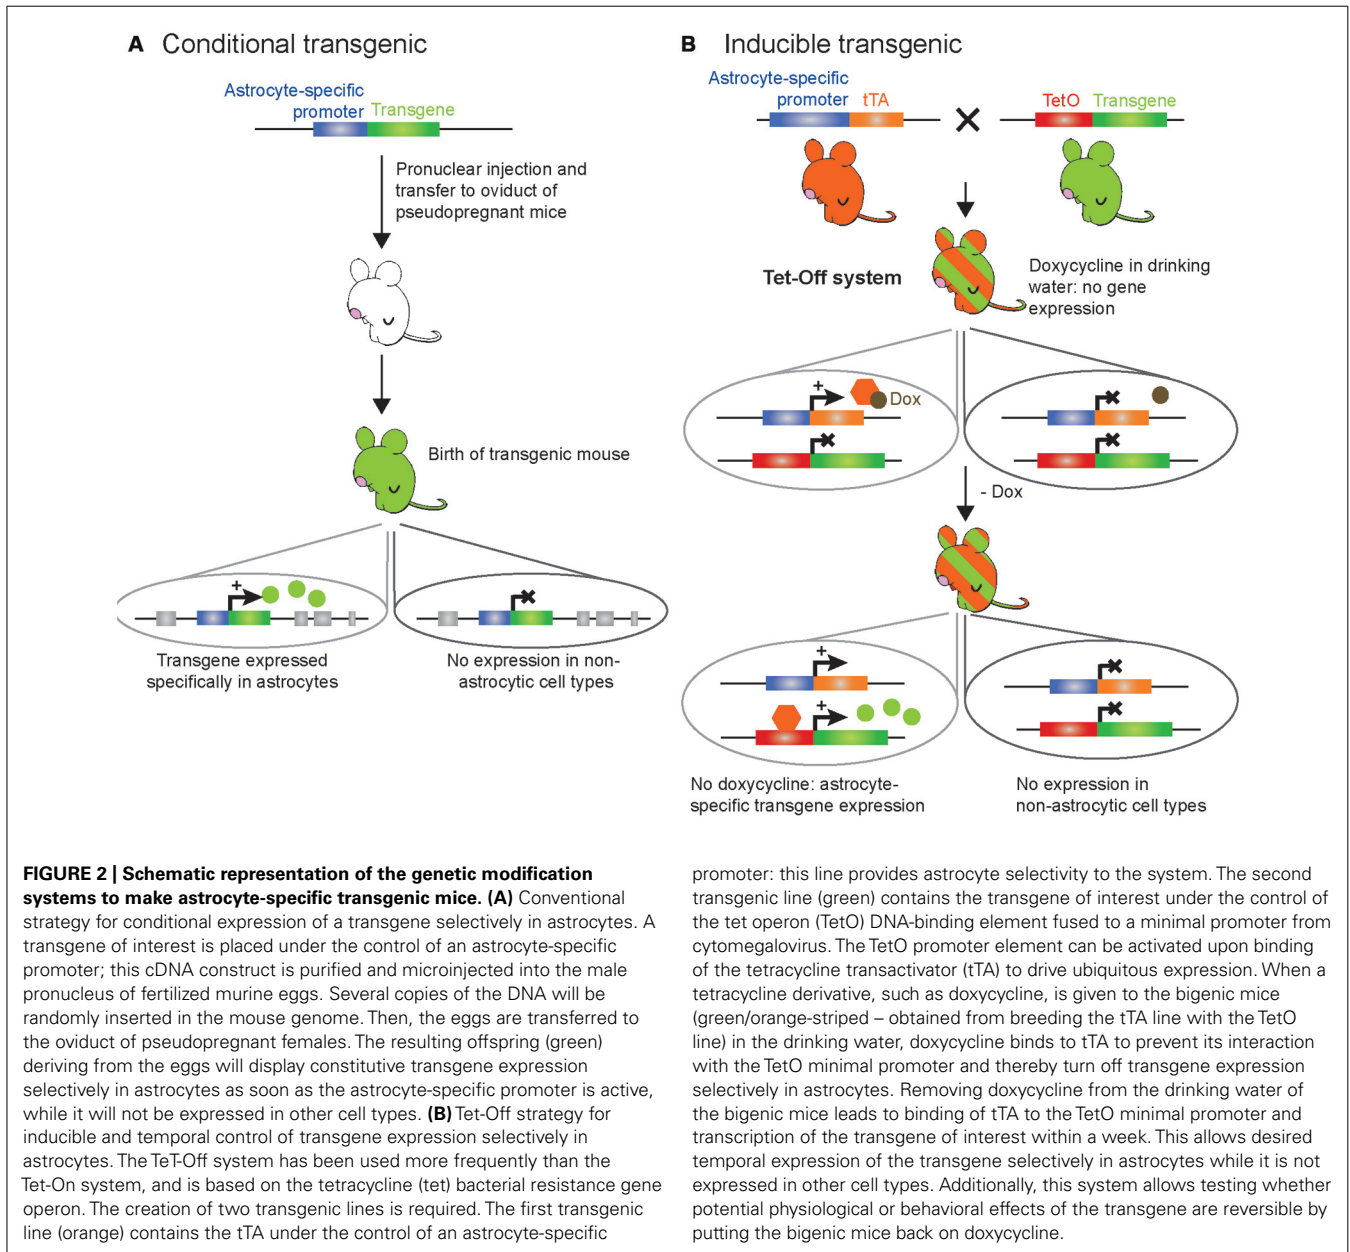 A Conditional transgenic
Astrocyte-specific
promoter Transgene
Pronuclear injection and
transfer to oviduct of
pseudopregnant mice
Birth of transgenic mouse
+
+
Transgene expressed
specifically in astrocytes
No expression in non-
astrocytic cell types
B Inducible transgenic
Astrocyte-specific
promoter tTA
TetO Transgene
Tet-Off system
Doxycycline in drinking
water: no gene
expression
+
Dox
- Dox
+
+
No doxycycline: astrocyte-
specific transgene expression
No expression in
non-astrocytic cell types
FIGURE 2 | Schematic representation of the genetic modification
systems to make astrocyte-specific transgenic mice. (A) Conventional
strategy for conditional expression of a transgene selectively in astrocytes. A
transgene of interest is placed under the control of an astrocyte-specific
promoter; this cDNA construct is purified and microinjected into the male
pronucleus of fertilized murine eggs. Several copies of the DNA will be
randomly inserted in the mouse genome. Then, the eggs are transferred to
the oviduct of pseudopregnant females. The resulting offspring (green)
deriving from the eggs will display constitutive transgene expression
selectively in astrocytes as soon as the astrocyte-specific promoter is active,
while it will not be expressed in other cell types. (B) Tet-Off strategy for
inducible and temporal control of transgene expression selectively in
astrocytes. The TeT-Off system has been used more frequently than the
Tet-On system, and is based on the tetracycline (tet) bacterial resistance gene
operon. The creation of two transgenic lines is required. The first transgenic
line (orange) contains the tTA under the control of an astrocyte-specific
promoter: this line provides astrocyte selectivity to the system. The second
transgenic line (green) contains the transgene of interest under the control of
the tet operon (TetO) DNA-binding element fused to a minimal promoter from
cytomegalovirus. The TetO promoter element can be activated upon binding
of the tetracycline transactivator (tTA) to drive ubiquitous expression. When a
tetracycline derivative, such as doxycycline, is given to the bigenic mice
(green/orange-striped – obtained from breeding the tTA line with the TetO
line) in the drinking water, doxycycline binds to tTA to prevent its interaction
with the TetO minimal promoter and thereby turn off transgene expression
selectively in astrocytes. Removing doxycycline from the drinking water of
the bigenic mice leads to binding of tTA to the TetO minimal promoter and
transcription of the transgene of interest within a week. This allows desired
temporal expression of the transgene selectively in astrocytes while it is not
expressed in other cell types. Additionally, this system allows testing whether
potential physiological or behavioral effects of the transgene are reversible by
putting the bigenic mice back on doxycycline.